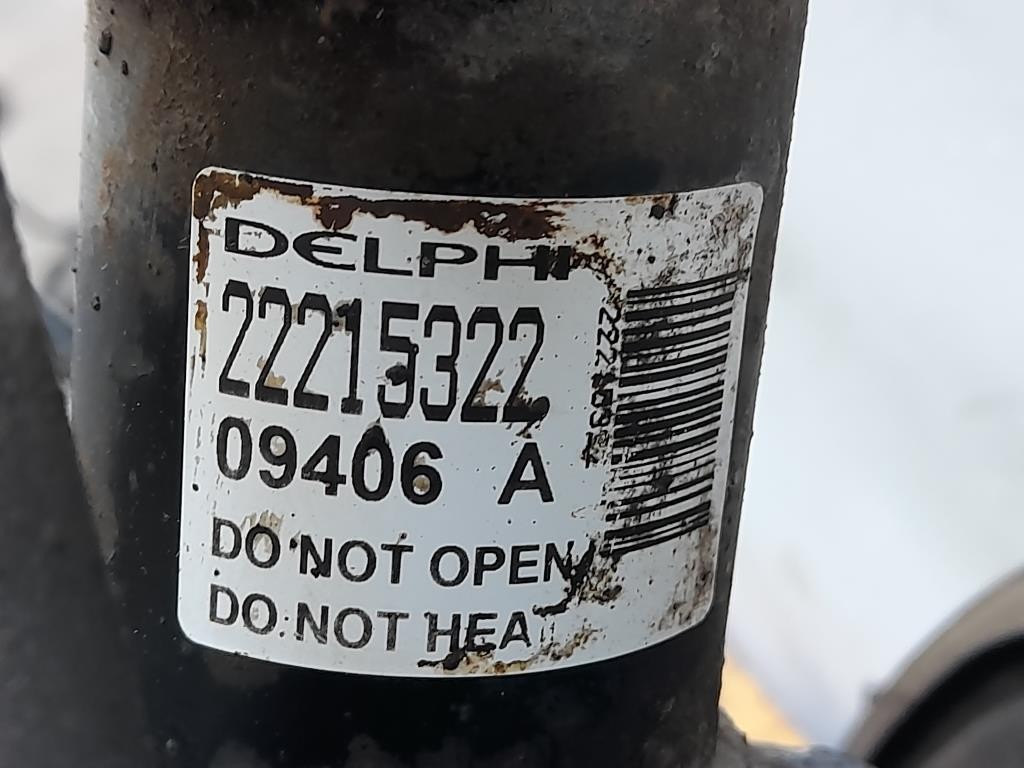 DELPHI
22215322
09406 A
DO NOT OPEN
DO NOT HEA